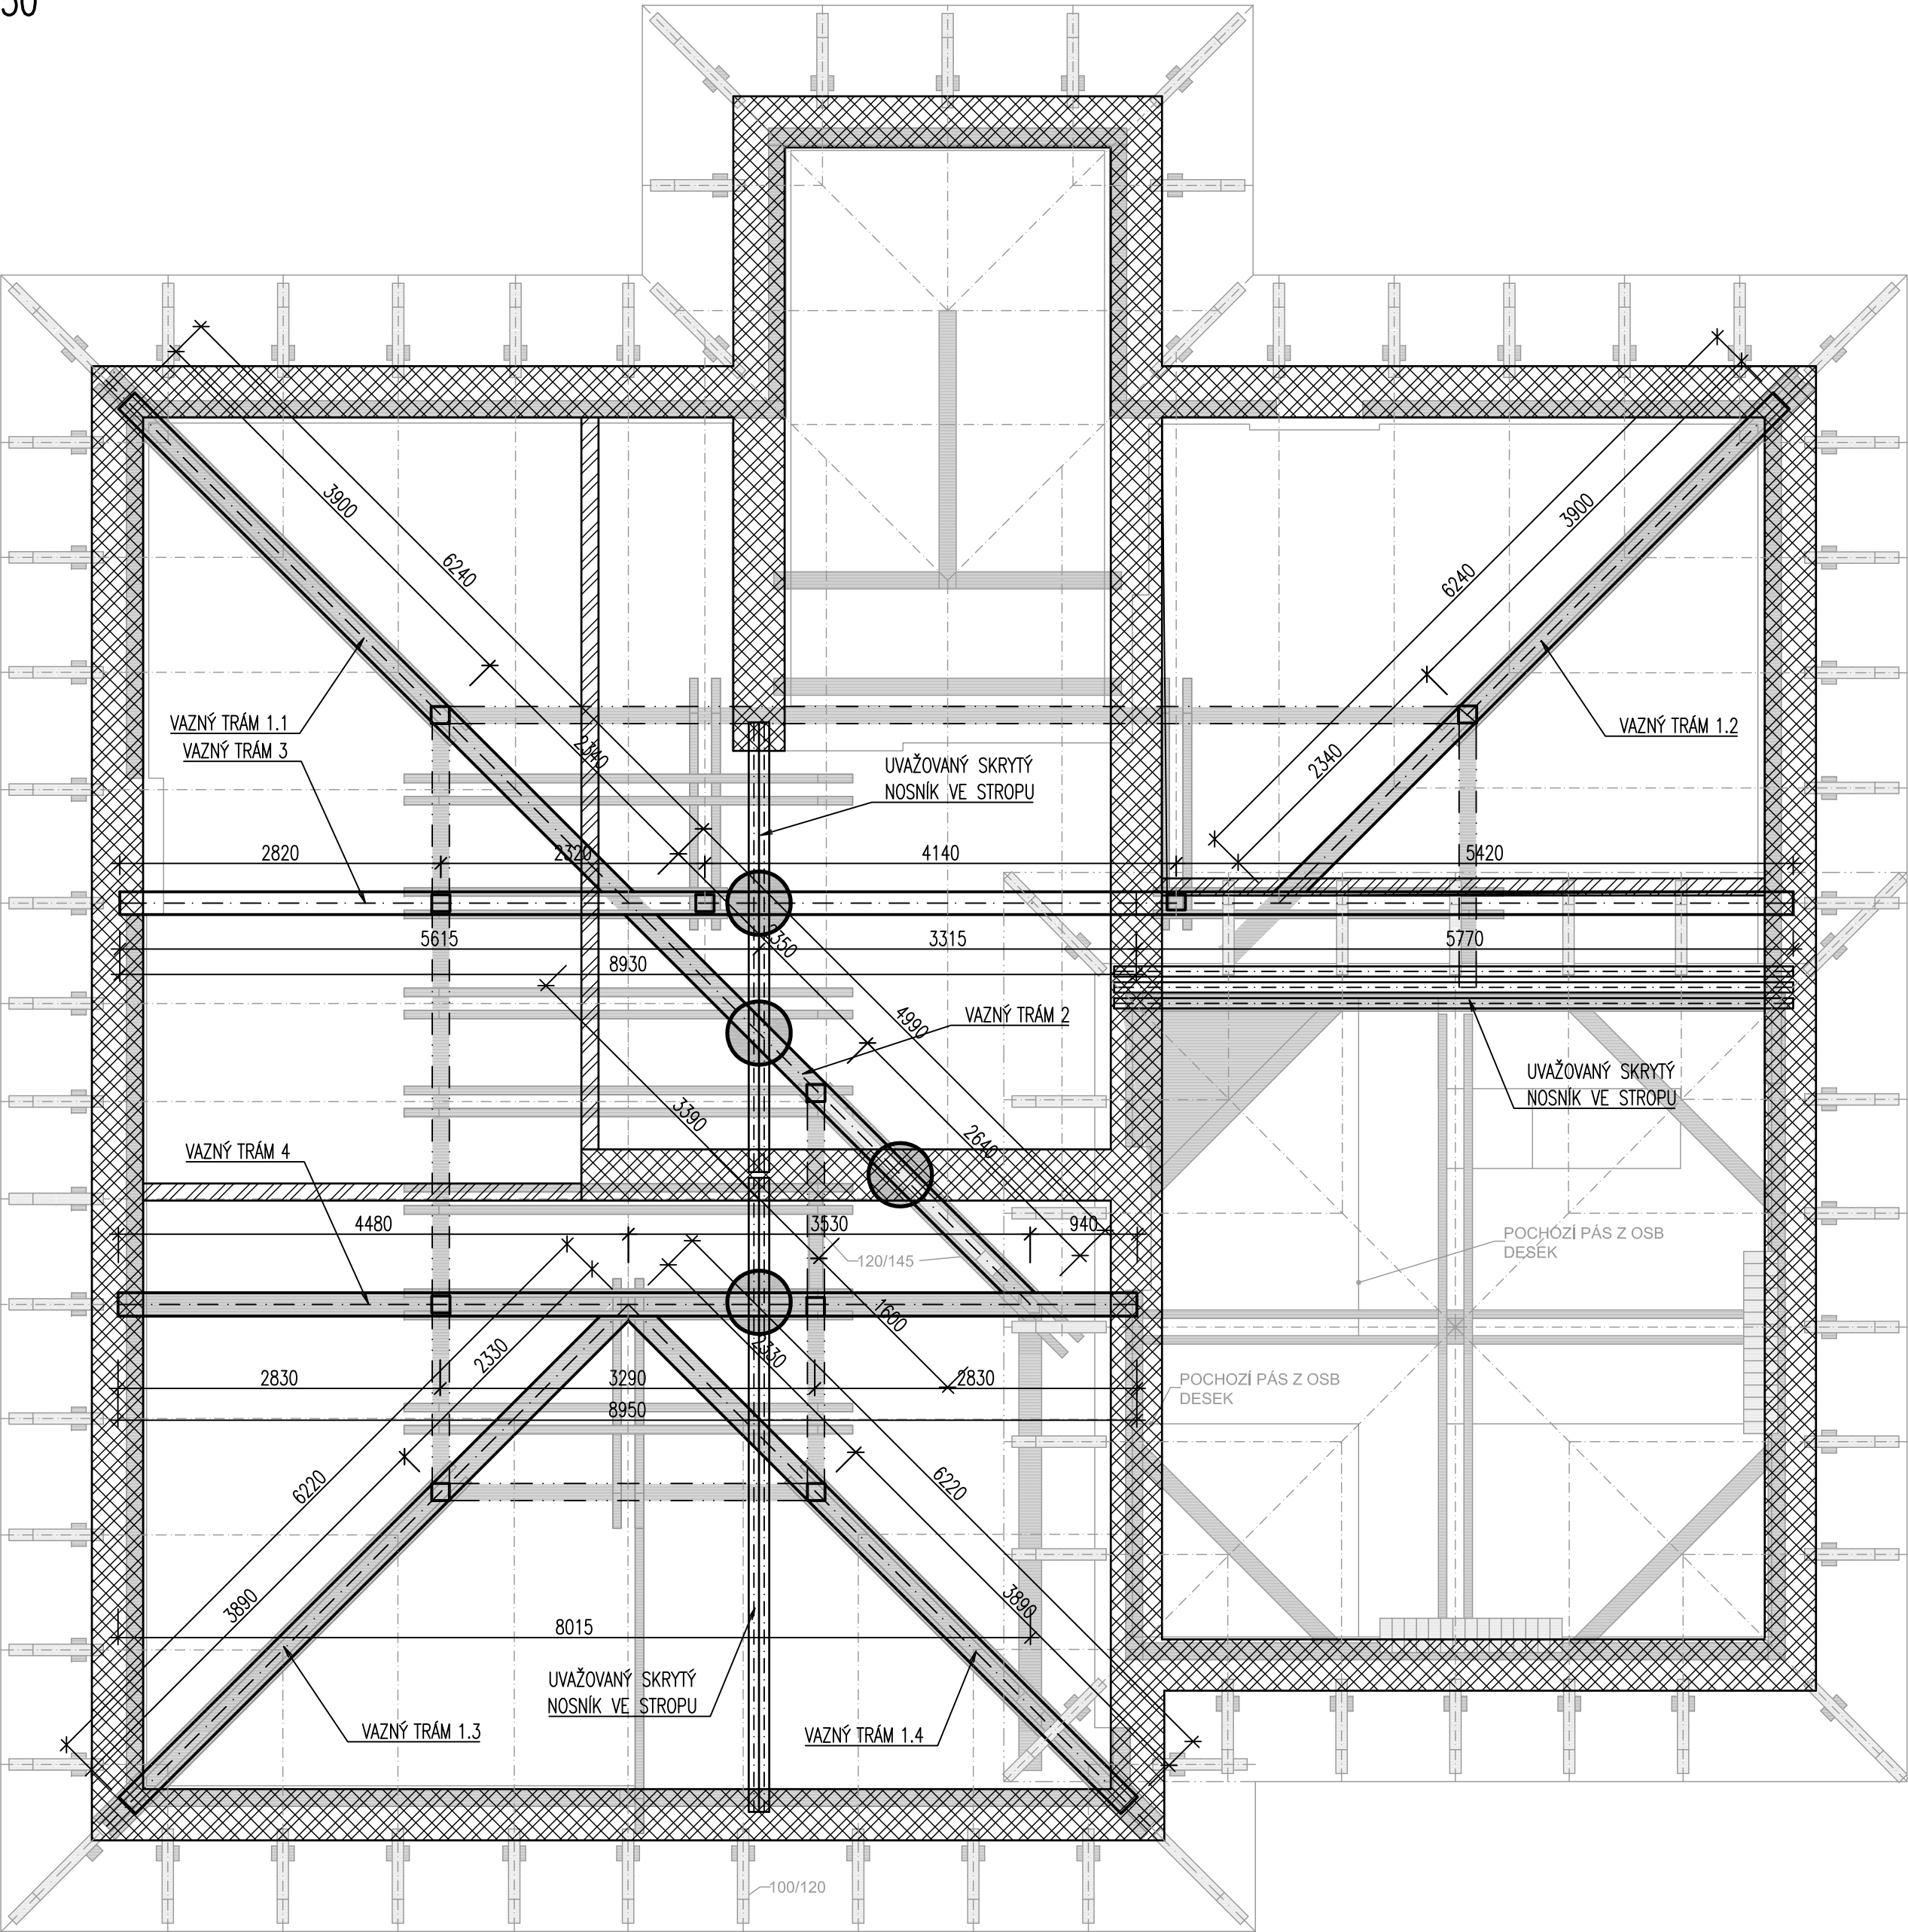 50
3900
6240
6240
3900
VAZNÝ TRÁM 1.1
VAZNÝ TRÁM 3
VAZNÝ TRÁM 1.2
2340
2340
UVAŽOVANÝ SKRYTÝ
NOSNÍK VE STROPU
2820
2320
4140
5420
5615
350
3315
5770
8930
4990
VAZNÝ TRÁM 2
UVAŽOVANÝ SKRYTÝ
NOSNÍK VE STROPU
3390
2640
VAZNÝ TRÁM 4
4480
3530
940
POCHOZÍ PÁS Z OSB
DESEK
120/145
1600
2330
2330
2830
3290
2830
POCHOZÍ PÁS Z OSB
DESEK
8950
6220
6220
3890
3890
8015
UVAŽOVANÝ SKRYTÝ
NOSNÍK VE STROPU
VAZNÝ TRÁM 1.3
VAZNÝ TRÁM 1.4
100/120